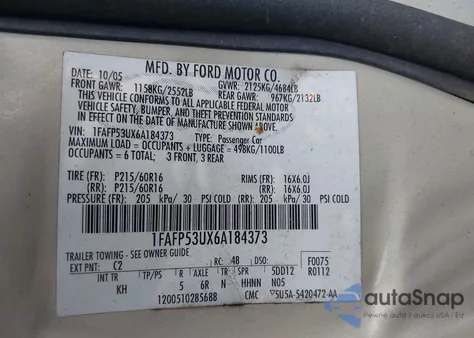 MFD. BY FORD MOTOR CO.
10/05 GVWR: 2125KG/4684LB
FRONT GAWR: 1158KG/2552LB REAR GAWR: 967KG/2132LB
THIS VEHICLE CONFORMS TO ALL APPLICABLE FEDERAL MOTOR
VEHICLE SAFETY, BUMPER, AND THEFT PREVENTION STANDARDS
IN EFFECT ON THE DATE OF MANUFACTURE SHOWN ABOVE.
VIN: 1FAFP53UX6A184373 TYPE: Passenger Car
MAXIMUM LOAD = OCCUPANTS + LUGGAGE = 498KG/1100LB
OCCUPANTS = 6 TOTAL; 3 FRONT, 3 REAR
TIRE (FR): P215/60R16 RIMS (FR): 16X6.0J
(RR): P215/60R16 (RR): 16X6.0J
PRESSURE (FR): 205 kPa/ 30 PSI COLD (RR): 205 kPa/ 30 PSI COLD
1FAFP53UX6A184373
TRAILER TOWING - SEE OWNER GUIDE
EXT PNT: C2 RC: 48 DSO: F0075
R0112
INT TR TP/PS R AX TR SPR 5DD12
KH 5 6R N HHNN N05
1200510285688 CMC 5U5A-5420472-AA
autoSnap
Pewne auta z aukcji USA / EU